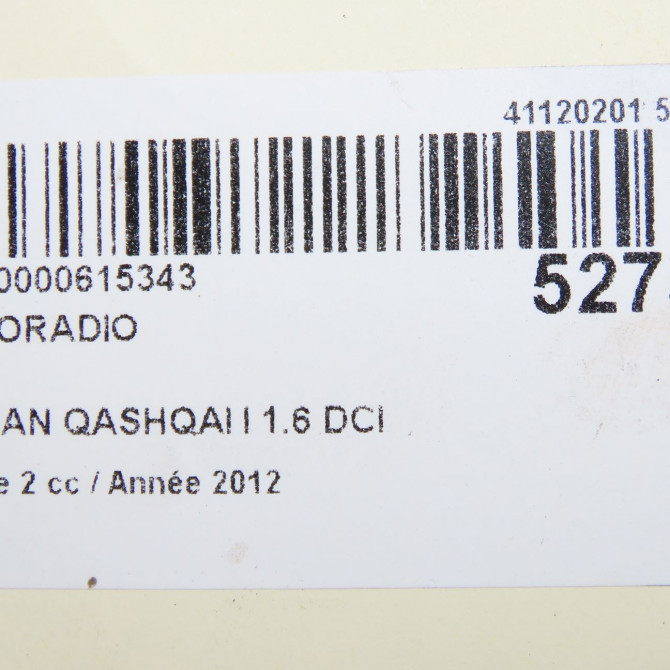 41120201 5
0000615343
527
ORADIO
AN QASHQAI I 1.6 DCI
e 2 cc / Année 2012